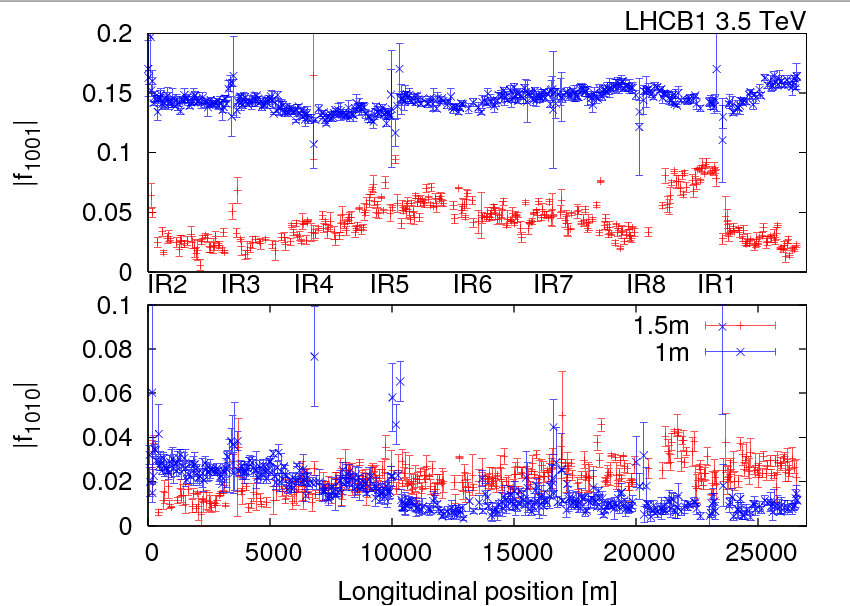 LHCB1 3.5 TeV
0.2
0.15
0.1
0.05
0
|f1001|
IR2 IR3 IR4 IR5 IR6 IR7 IR8 IR1
0.1
0.08
0.06
0.04
0.02
0
|f1010|
1.5m
1m
0 5000 10000 15000 20000 25000
Longitudinal position [m]